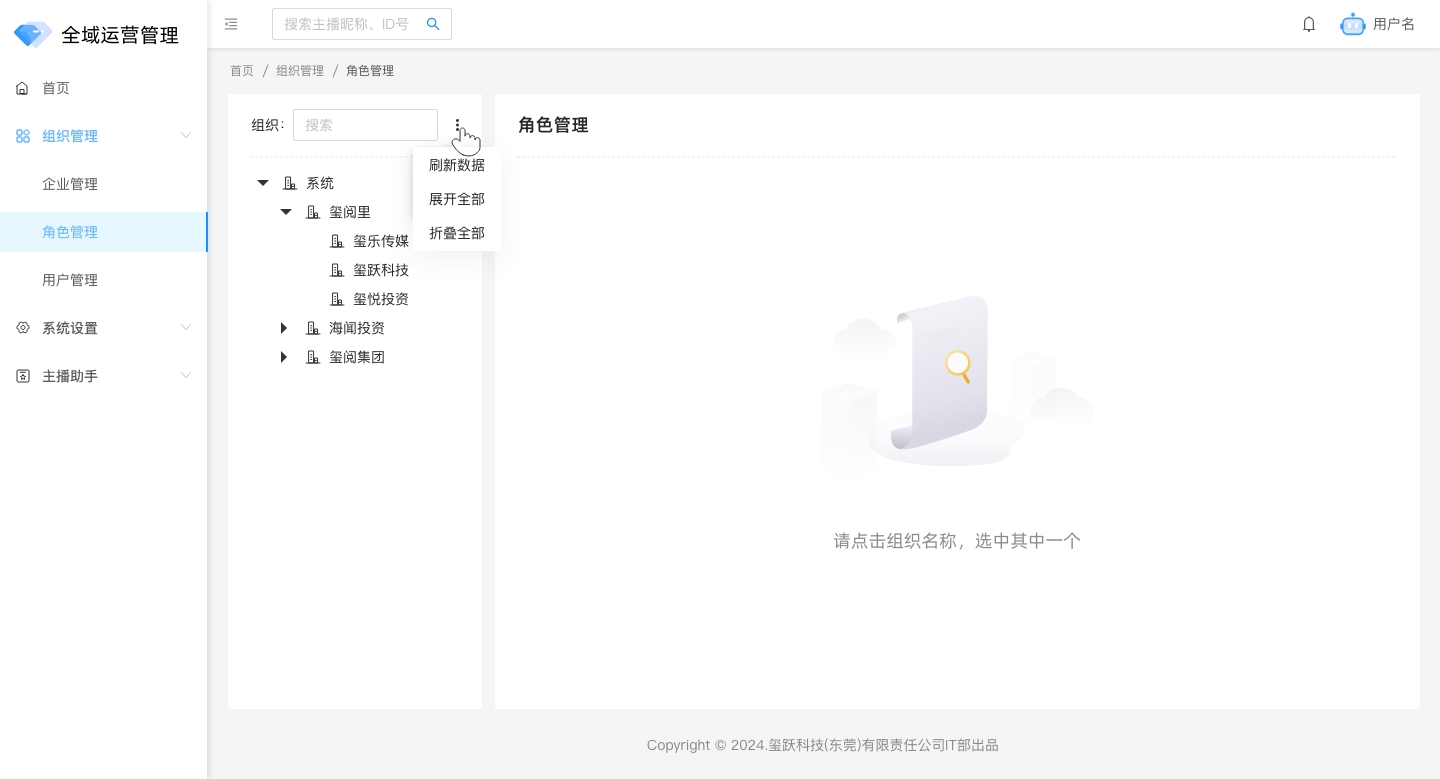 全域运营管理
搜索主播昵称、ID号
用户名
首页
组织管理
企业管理
角色管理
用户管理
系统设置
主播助手
首页 / 组织管理 / 角色管理
组织：
搜索
刷新数据
展开全部
折叠全部
系统
玺阅里
玺乐传媒
玺跃科技
玺悦投资
海闻投资
玺阅集团
角色管理
请点击组织名称，选中其中一个
Copyright © 2024.玺跃科技(东莞)有限责任公司IT部出品